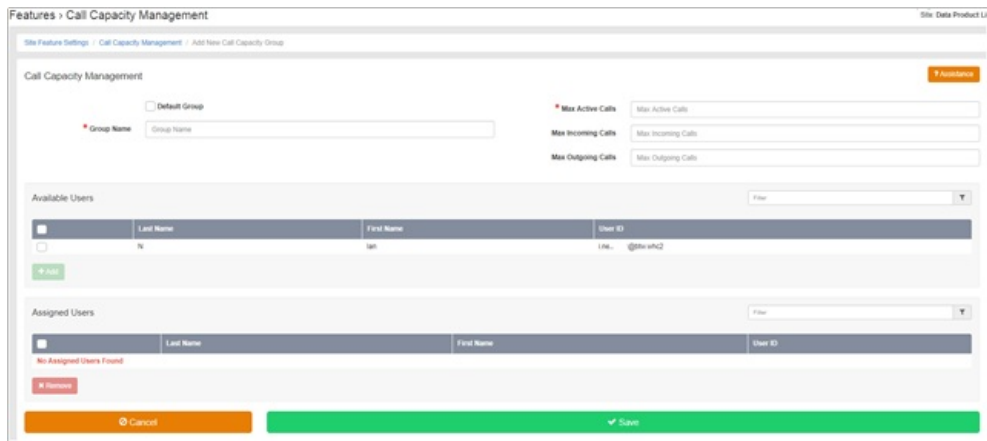 Features › Call Capacity Management
Site: Data Product Li
Site Feature Settings / Call Capacity Management / Add New Call Capacity Group
Call Capacity Management
? Assistance
Default Group
* Group Name
Group Name
* Max Active Calls
Max Active Calls
Max Incoming Calls
Max Incoming Calls
Max Outgoing Calls
Max Outgoing Calls
Available Users
Filter
Last Name First Name User ID
N Ian i.ne..
+ Add
Assigned Users
Filter
Last Name First Name User ID
No Assigned Users Found
× Remove
Cancel
✓ Save